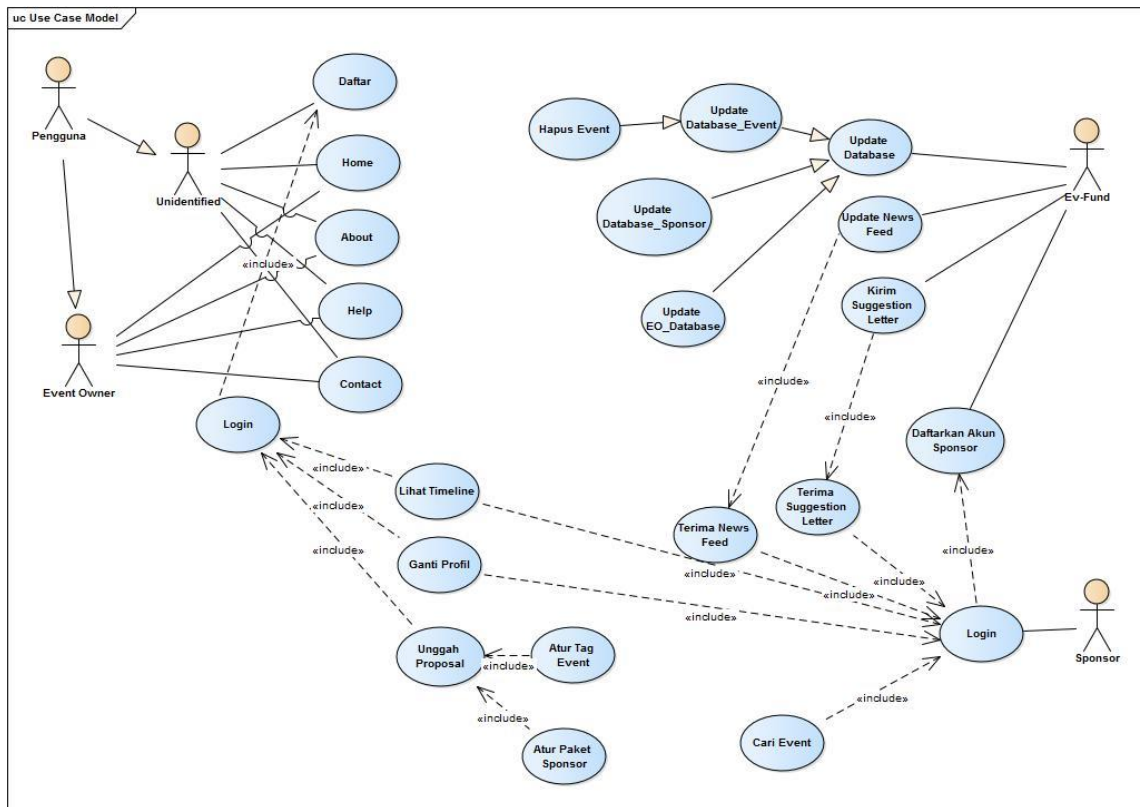 uc Use Case Model
Pengguna
Unidentified
Event Owner
Daftar
Home
About
«include»
Help
Contact
Login
Hapus Event
Update
Database_Event
Update
Database
Update
Database_Sponsor
Update
EO_Database
Ev-Fund
Update News
Feed
Kirim
Suggestion
Letter
«include»
«include»
Daftarkan Akun
Sponsor
«include»
Lihat Timeline
«include»
Terima News
Feed
Terima
Suggestion
Letter
«include»
Ganti Profil
«include»
«include»
«include»
«include»
«include»
Login
Sponsor
Unggah
Proposal
«include»
Atur Tag
Event
«include»
Atur Paket
Sponsor
«include»
Cari Event